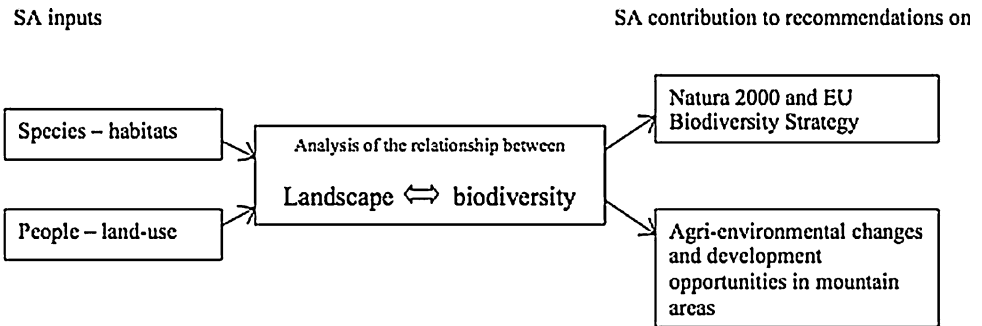 SA inputs
SA contribution to recommendations on
Species – habitats
People – land-use
Analysis of the relationship between
Landscape ⇔ biodiversity
Natura 2000 and EU
Biodiversity Strategy
Agri-environmental changes
and development
opportunities in mountain
areas